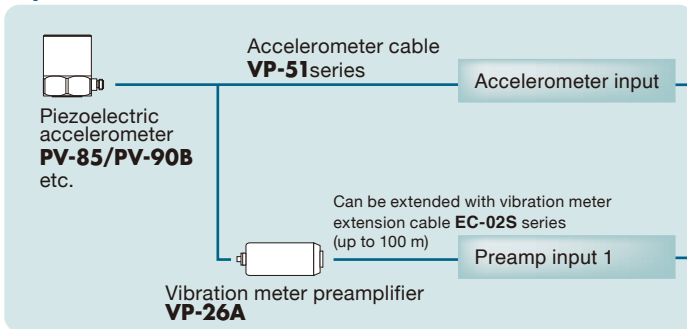 Accelerometer cable
VP-51series
Accelerometer input
Piezoelectric
accelerometer
PV-85/PV-90B
etc.
Can be extended with vibration meter
extension cable EC-02S series
(up to 100 m)
Preamp input 1
Vibration meter preamplifier
VP-26A